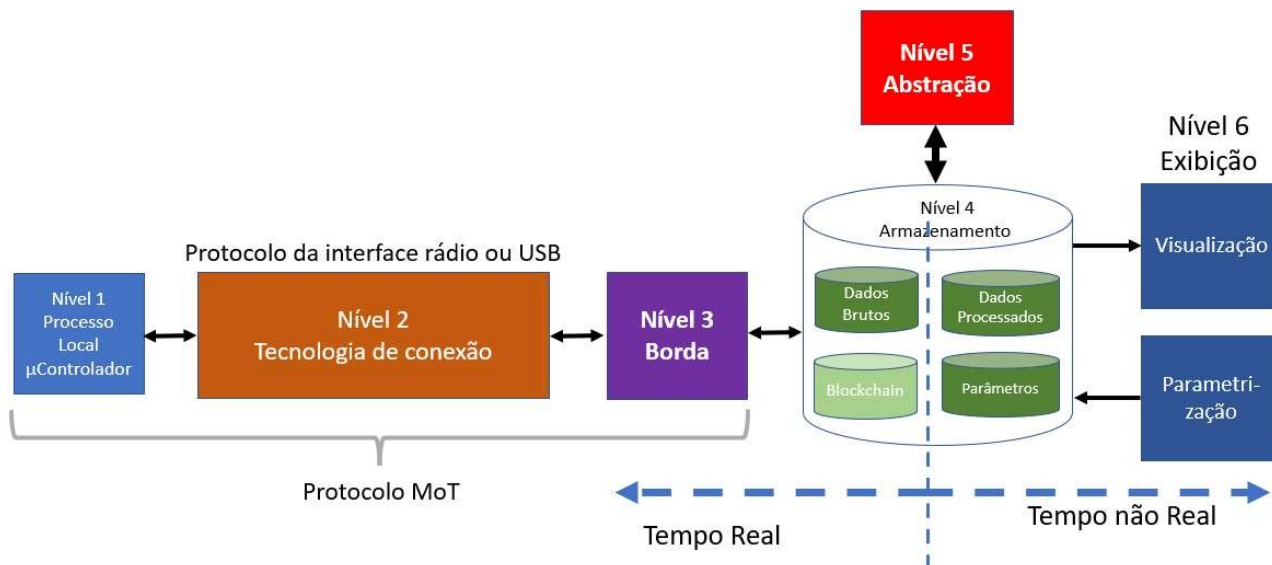 Nível 5
Abstração
Nível 6
Exibição
Nível 4
Armazenamento
Visualização
Protocolo da interface rádio ou USB
Nível 1
Processo
Local
µControlador
Nível 2
Tecnologia de conexão
Nível 3
Borda
Dados
Brutos
Dados
Processados
Blockchain
Parâmetros
Parametri-
zação
Protocolo MoT
Tempo Real
Tempo não Real